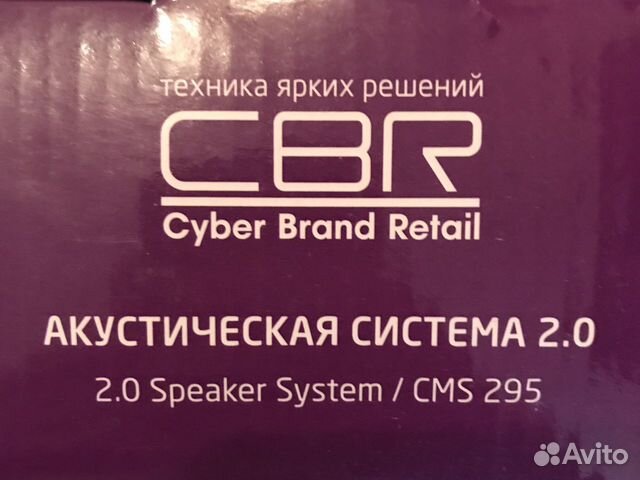 техника ярких решений
CBR
Cyber Brand Retail
АКУСТИЧЕСКАЯ СИСТЕМА 2.0
2.0 Speaker System / CMS 295
Avito